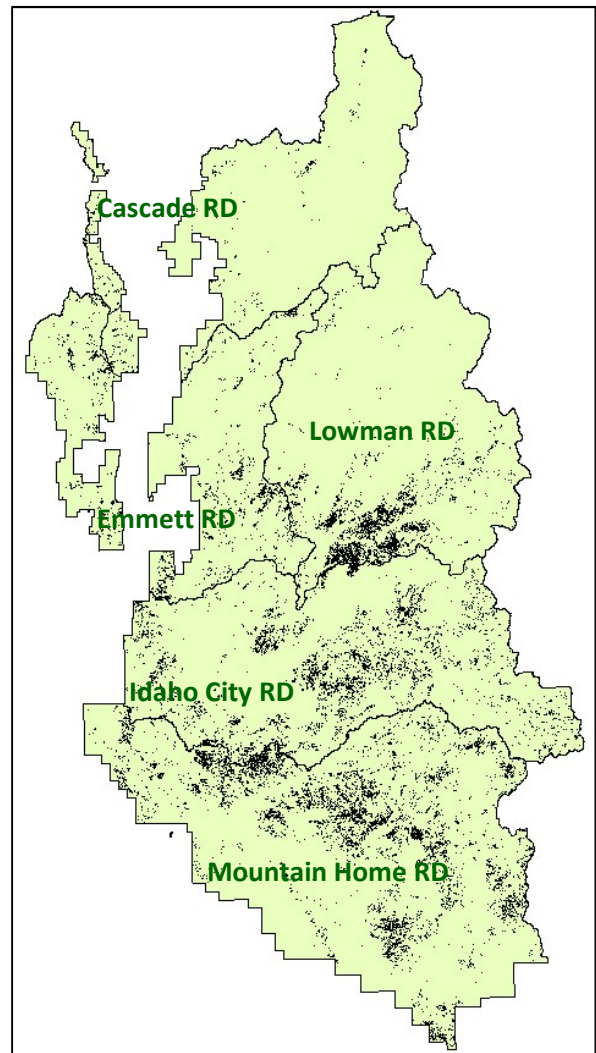 Cascade RD
Lowman RD
Emmett RD
Idaho City RD
Mountain Home RD